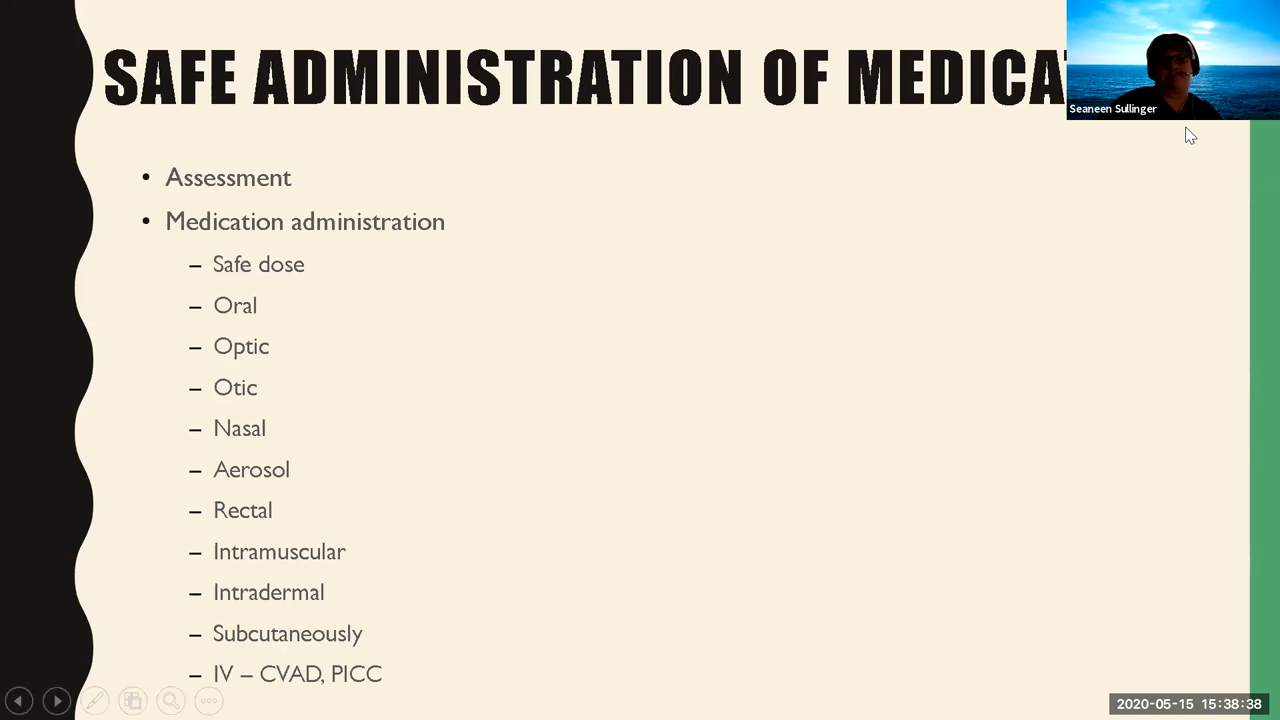 SAFE ADMINISTRATION OF MEDICA
Seaneen Sullinger
• Assessment
• Medication administration
– Safe dose
– Oral
– Optic
– Otic
– Nasal
– Aerosol
– Rectal
– Intramuscular
– Intradermal
– Subcutaneously
– IV – CVAD, PICC
2020-05-15 15:38:38